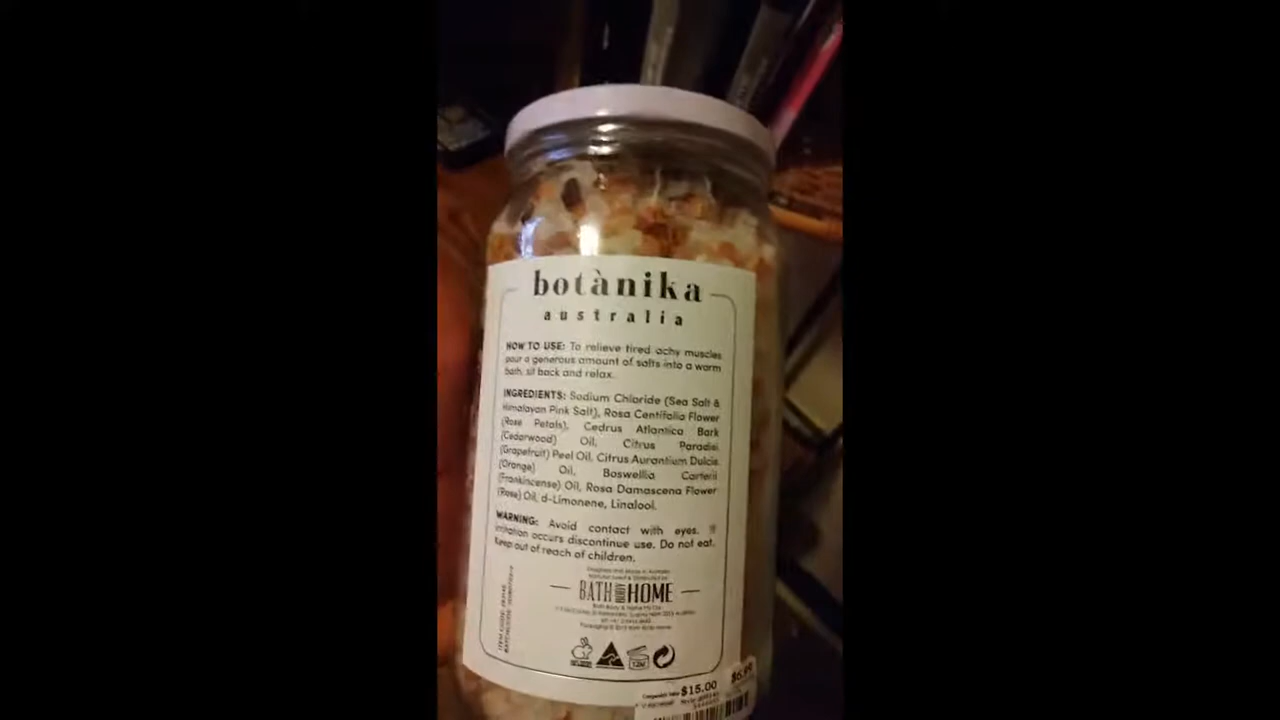 botànika
australia
HOW TO USE: To relieve tired achy muscles
pour a generous amount of salts into a warm
bath, sit back and relax.
INGREDIENTS: Sodium Chloride (Sea Salt &
Himalayan Pink Salt), Rosa Centifolia Flower
(Rose Petals), Cedrus Atlantica Bark
(Cedarwood) Oil, Citrus Paradisi
(Grapefruit) Peel Oil, Citrus Aurantium Dulcis
(Orange) Oil, Boswellia Carterii
(Frankincense) Oil, Rosa Damascena Flower
(Rose) Oil, d-Limonene, Linalool.
WARNING: Avoid contact with eyes. If
irritation occurs discontinue use. Do not eat.
Keep out of reach of children.
BATH BODY HOME
12M
$15.00
$6.99